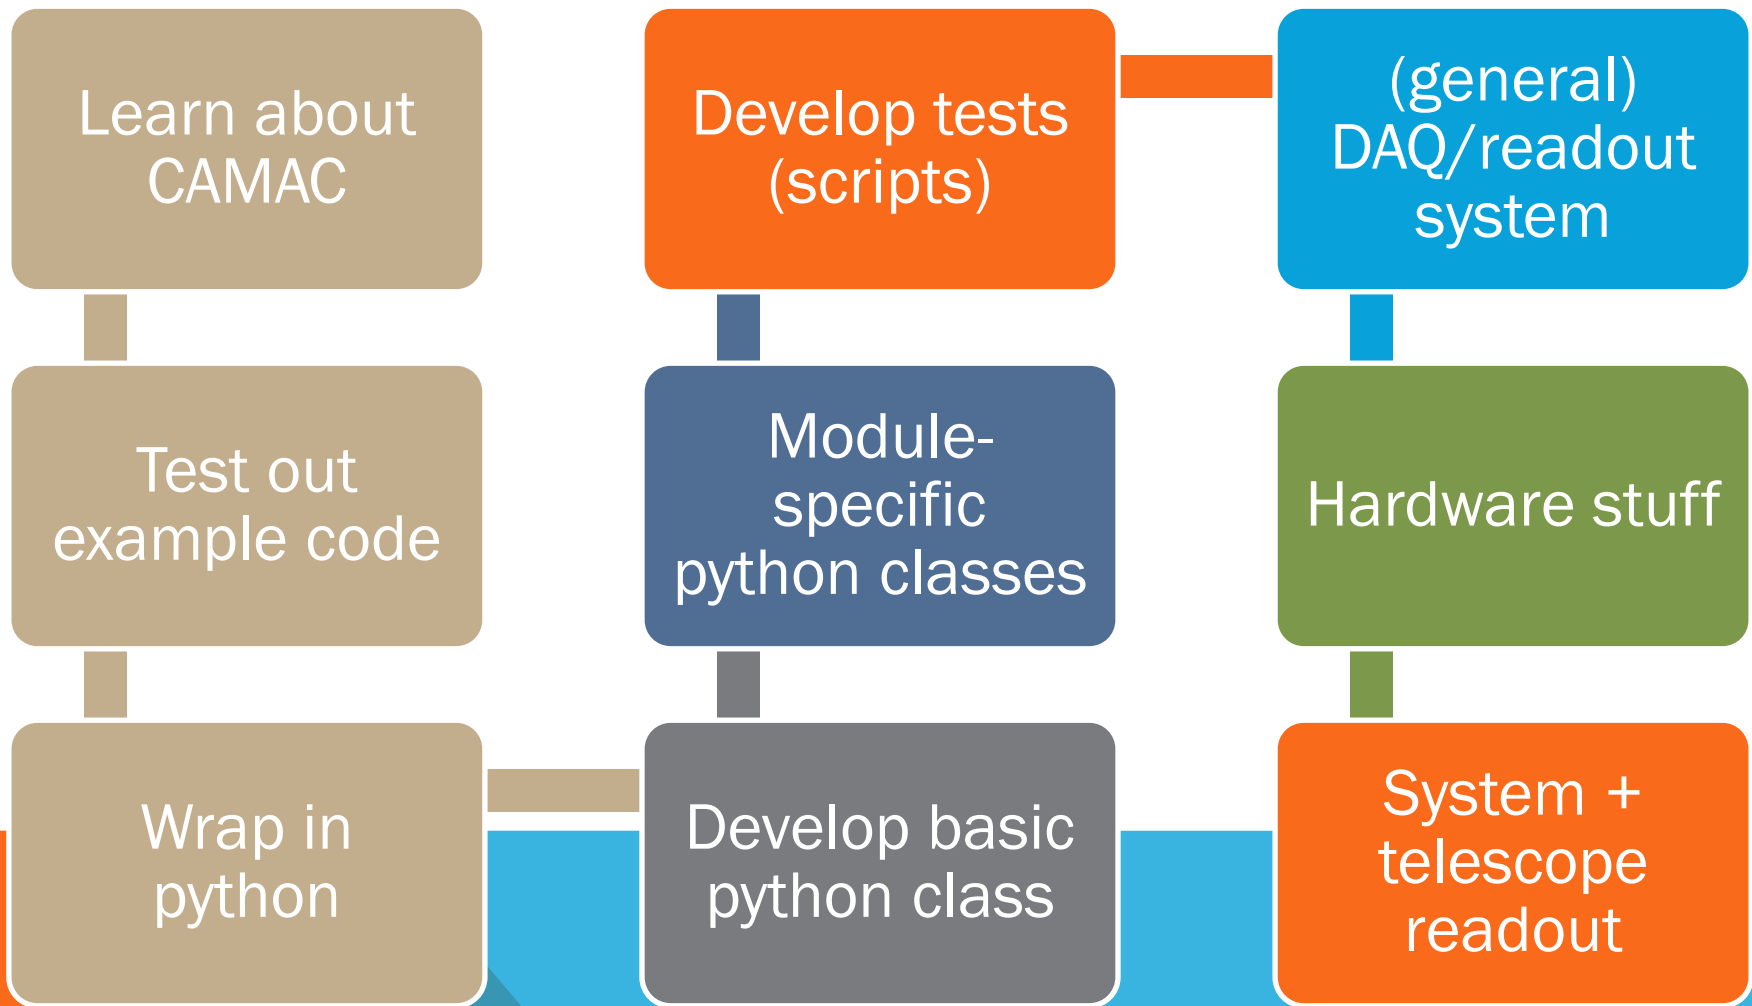 Learn about
CAMAC
Test out
example code
Wrap in
python
Develop basic
python class
Module-
specific
python classes
Develop tests
(scripts)
(general)
DAQ/readout
system
Hardware stuff
System +
telescope
readout